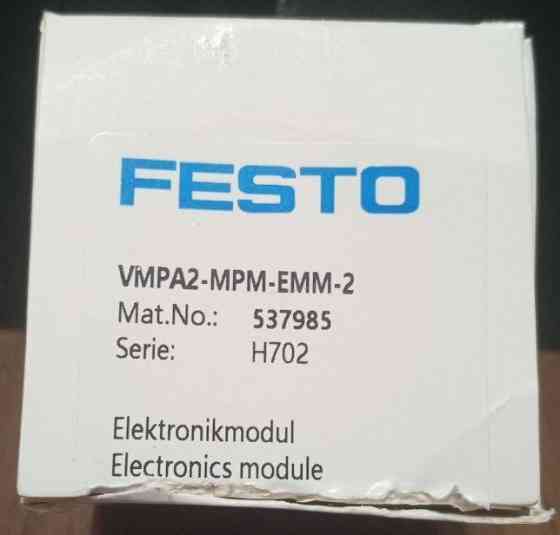 FESTO
VMPA2-MPM-EMM-2
Mat.No.: 537985
Serie: H702
Elektronikmodul
Electronics module